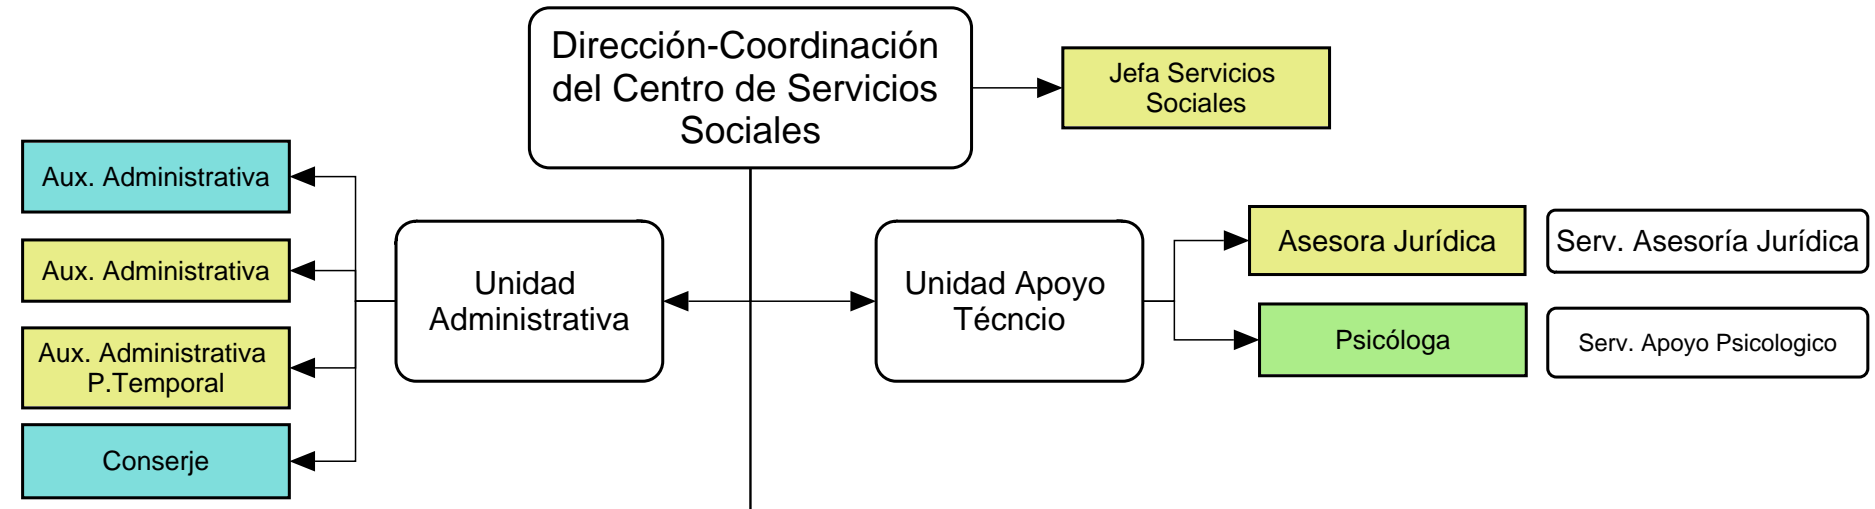 Dirección-Coordinación
del Centro de Servicios
Sociales
Jefa Servicios
Sociales
Aux. Administrativa
Aux. Administrativa
Aux. Administrativa
P.Temporal
Conserje
Unidad
Administrativa
Unidad Apoyo
Técncio
Asesora Jurídica
Serv. Asesoría Jurídica
Psicóloga
Serv. Apoyo Psicologico